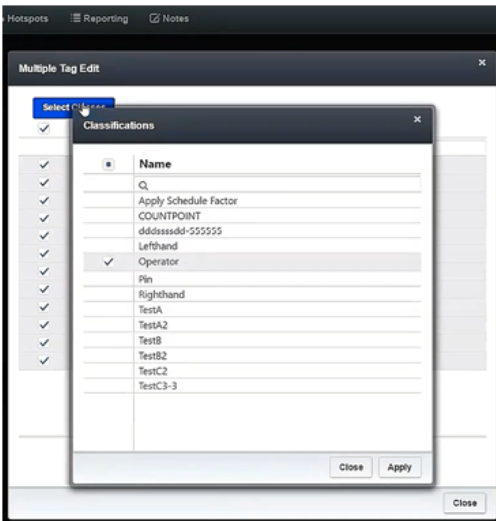 Hotspots Reporting Notes
Multiple Tag Edit
Select
Classifications
Name
Apply Schedule Factor
COUNTPOINT
dddssssdd-555555
Lefthand
Operator
Pin
Righthand
TestA
TestA2
TestB
TestB2
TestC2
TestC3-3
Close Apply
Close